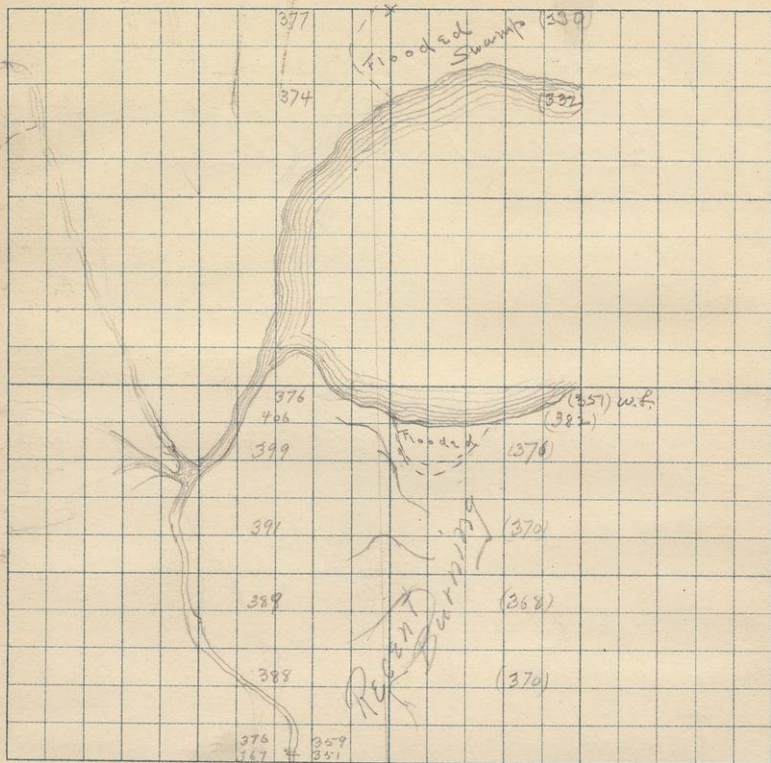 377
Flooded
Swamp (330)
374
(332
376
(351) w.s.
406
(382)
Flooded
399
(376)
391
(370)
389
(368)
Recent
Burning
388
(370)
376 359
367 351